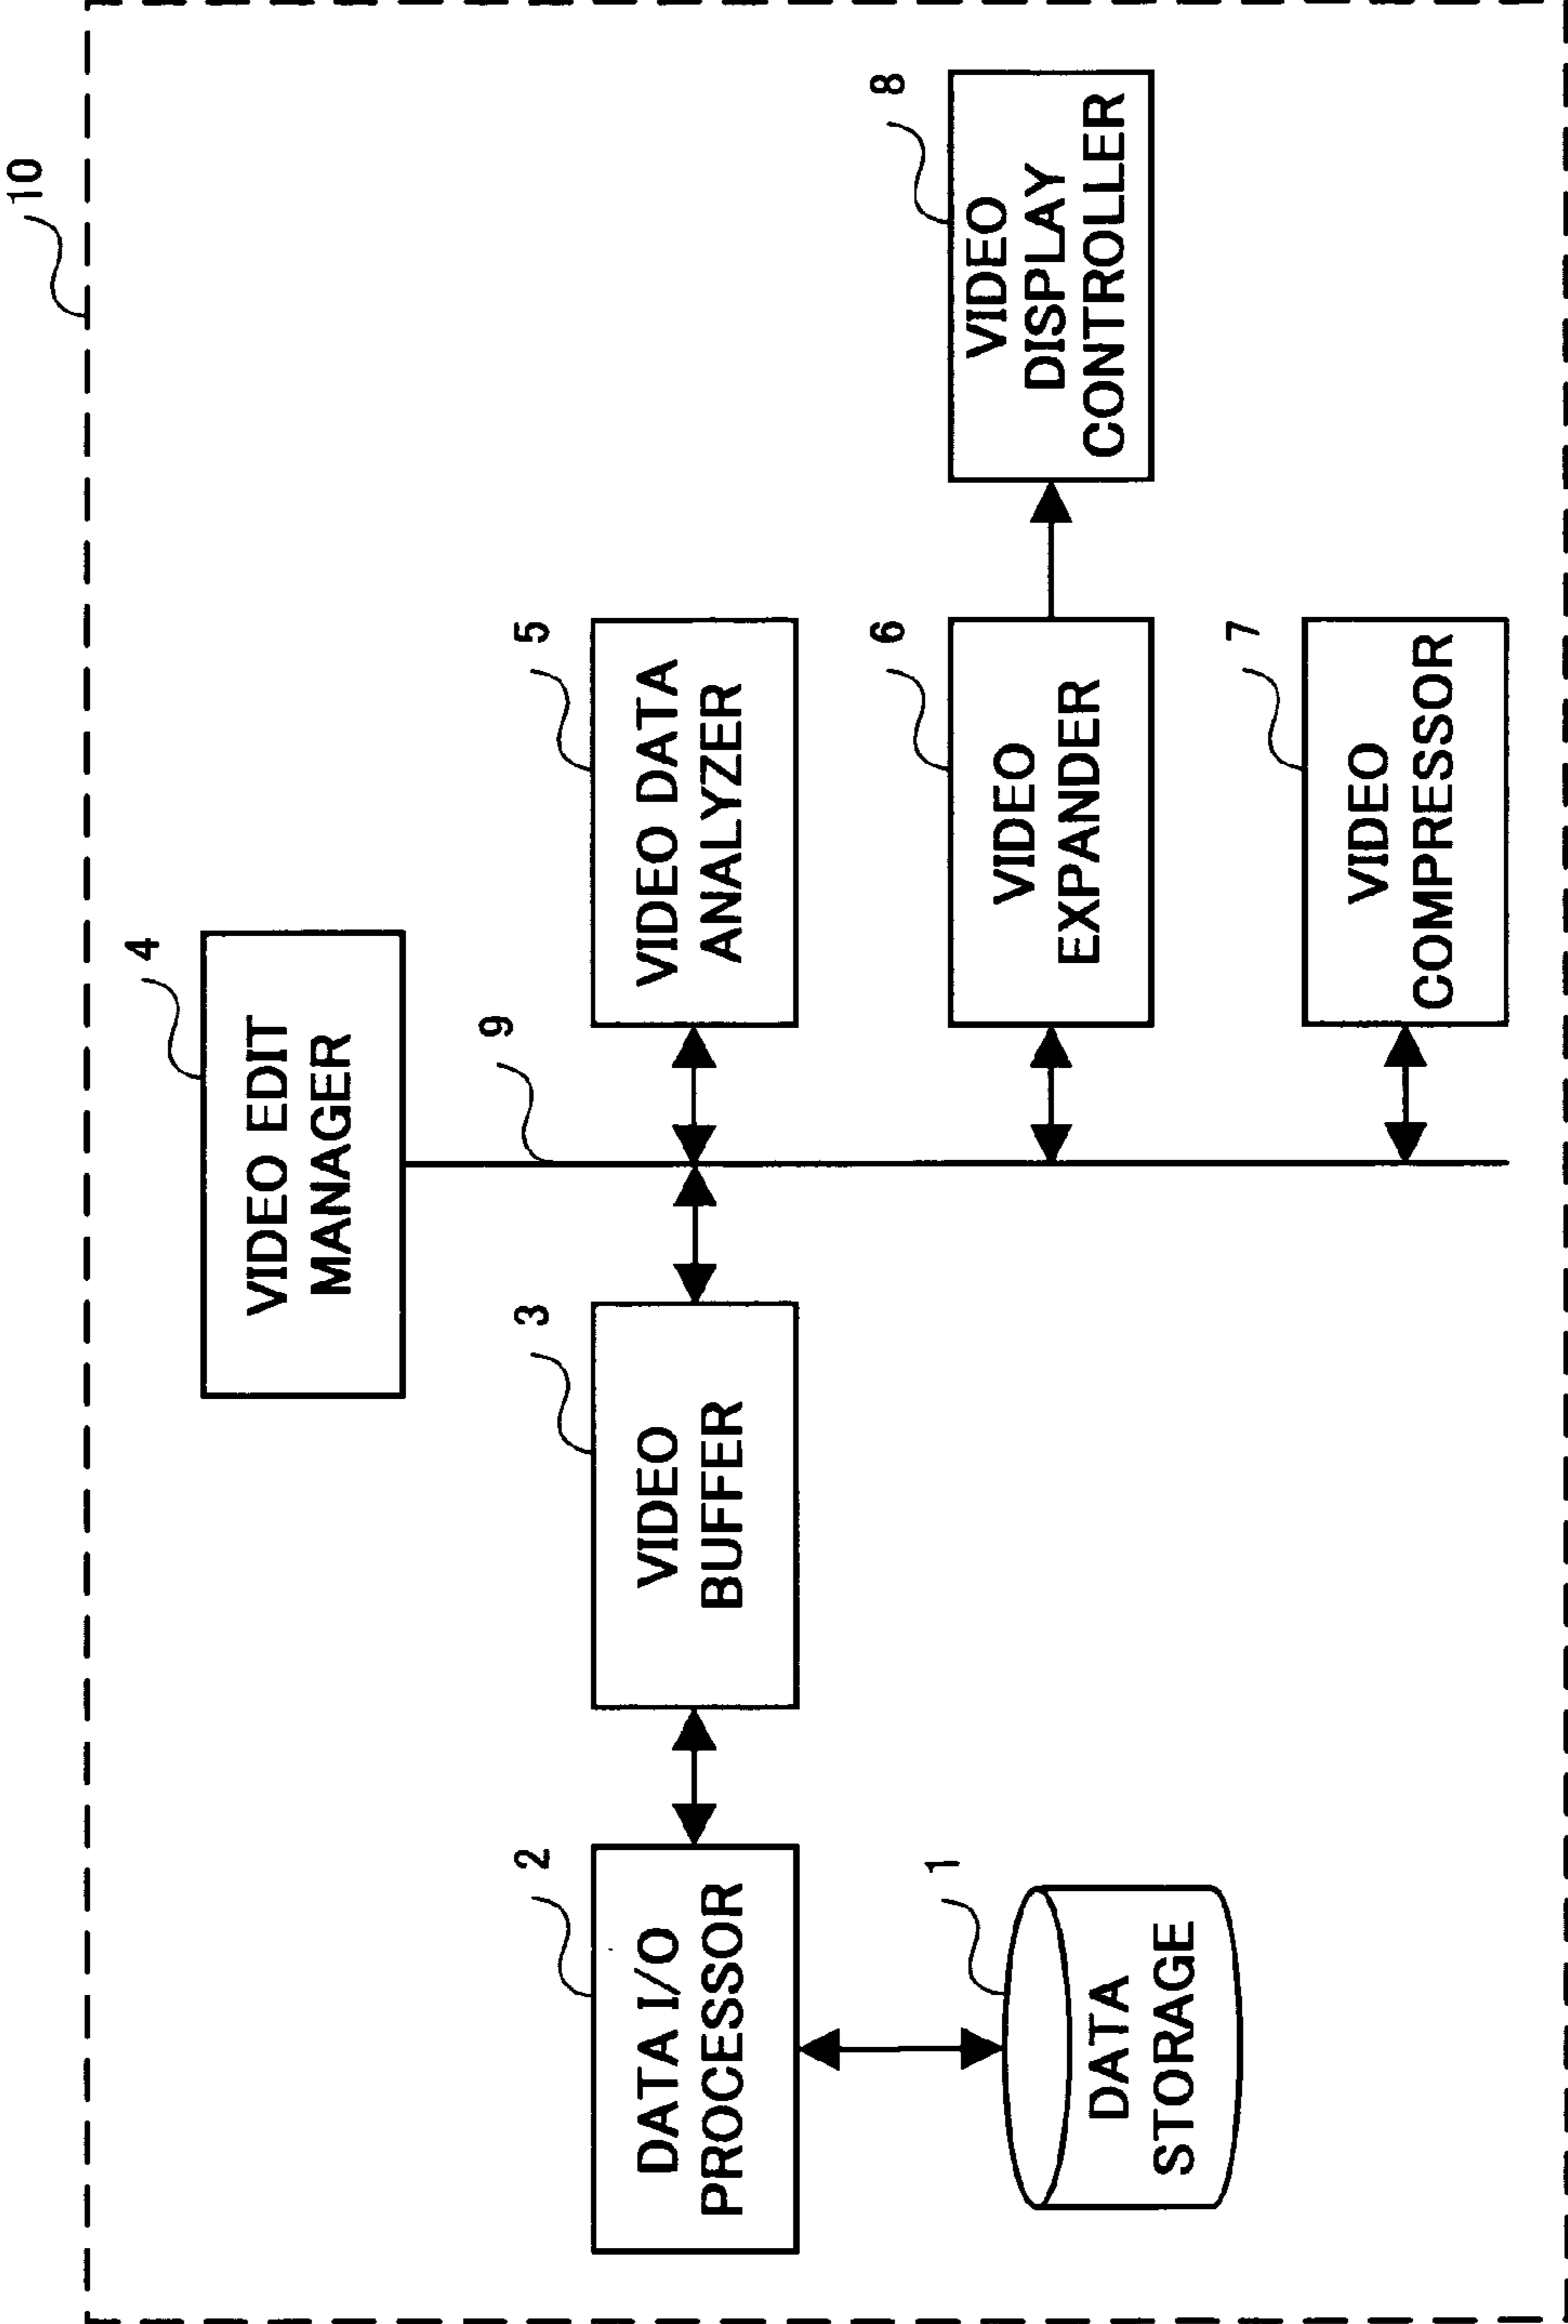 10
4
VIDEO EDIT
MANAGER
9
2
DATA I/O
PROCESSOR
3
VIDEO
BUFFER
5
VIDEO DATA
ANALYZER
1
DATA
STORAGE
6
VIDEO
EXPANDER
8
VIDEO
DISPLAY
CONTROLLER
7
VIDEO
COMPRESSOR